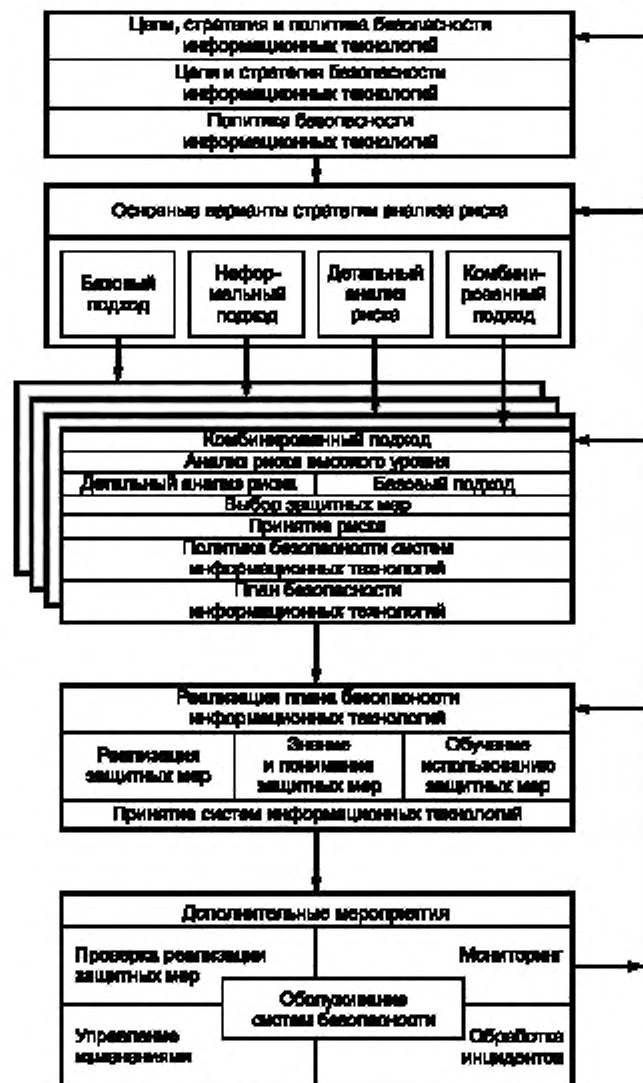 Цели, стратегия и политика безопасности
информационных технологий
Цели и стратегия безопасности
информационных технологий
Политика безопасности
информационных технологий
Основные варианты стратегии анализа риска
Базовый
подход
Нефор-
мальный
подход
Детальный
анализ
риска
Комбини-
рованный
подход
Комбинированный подход
Анализ риска высокого уровня
Детальный анализ риска
Базовый подход
Выбор защитных мер
Принятие риска
Политика безопасности систем
информационных технологий
План безопасности
информационных технологий
Реализация плана безопасности
информационных технологий
Реализация
защитных мер
Знание
и понимание
защитных мер
Обучение
использованию
защитных мер
Принятие систем информационных технологий
Дополнительные мероприятия
Проверка реализации
защитных мер
Мониторинг
Обслуживание
систем безопасности
Управление
изменениями
Обработка
инцидентов